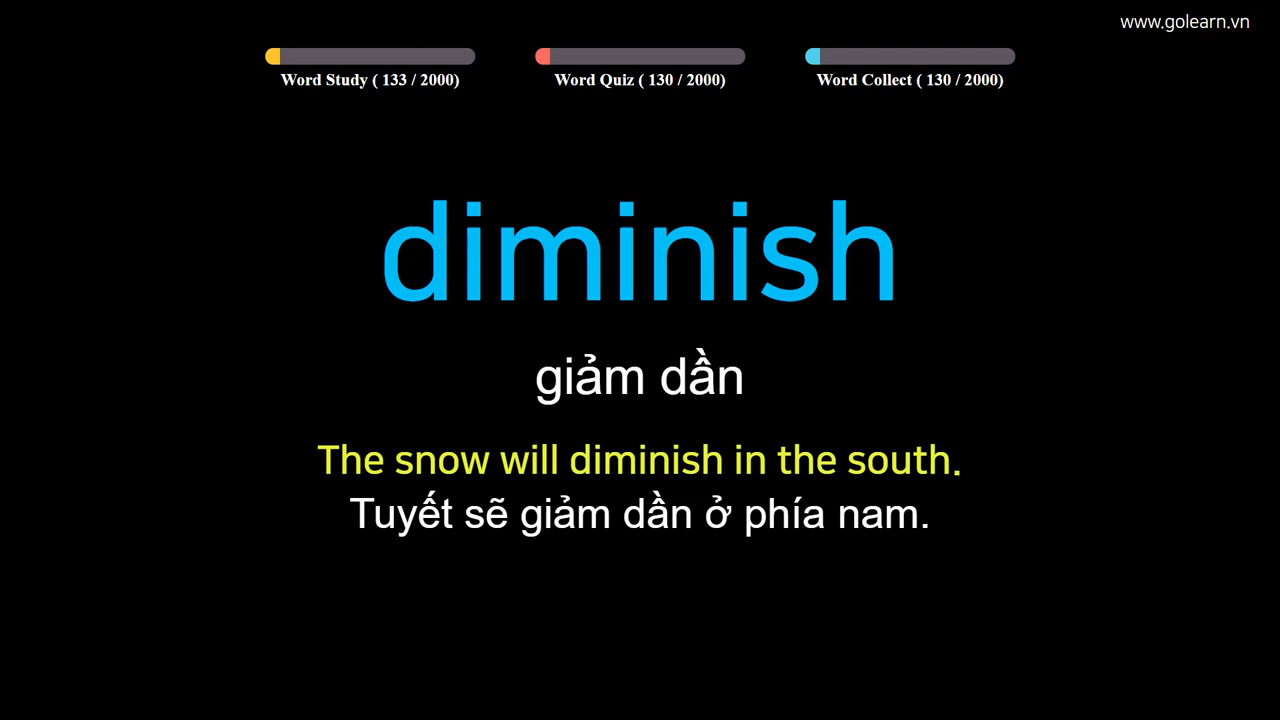 www.golearn.vn
Word Study ( 133 / 2000)
Word Quiz ( 130 / 2000)
Word Collect ( 130 / 2000)
diminish
giảm dần
The snow will diminish in the south.
Tuyết sẽ giảm dần ở phía nam.